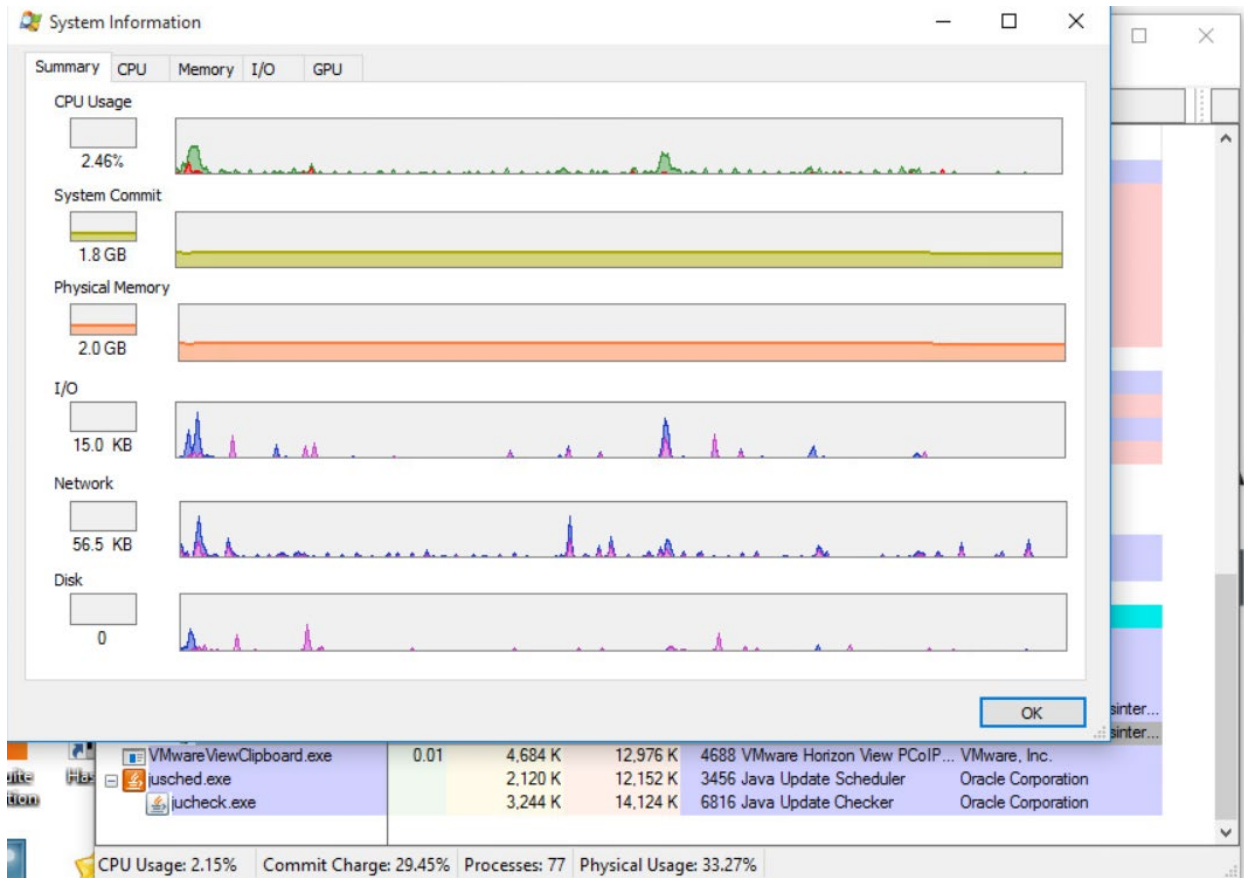 System Information
Summary CPU Memory I/O GPU
CPU Usage
2.46%
System Commit
1.8 GB
Physical Memory
2.0 GB
I/O
15.0 KB
Network
56.5 KB
Disk
0
OK
sinter...
sinter...
VMwareViewClipboard.exe 0.01 4,684 K 12,976 K 4688 VMware Horizon View PCoIP... VMware, Inc.
jusched.exe 2,120 K 12,152 K 3456 Java Update Scheduler Oracle Corporation
jucheck.exe 3,244 K 14,124 K 6816 Java Update Checker Oracle Corporation
CPU Usage: 2.15% Commit Charge: 29.45% Processes: 77 Physical Usage: 33.27%